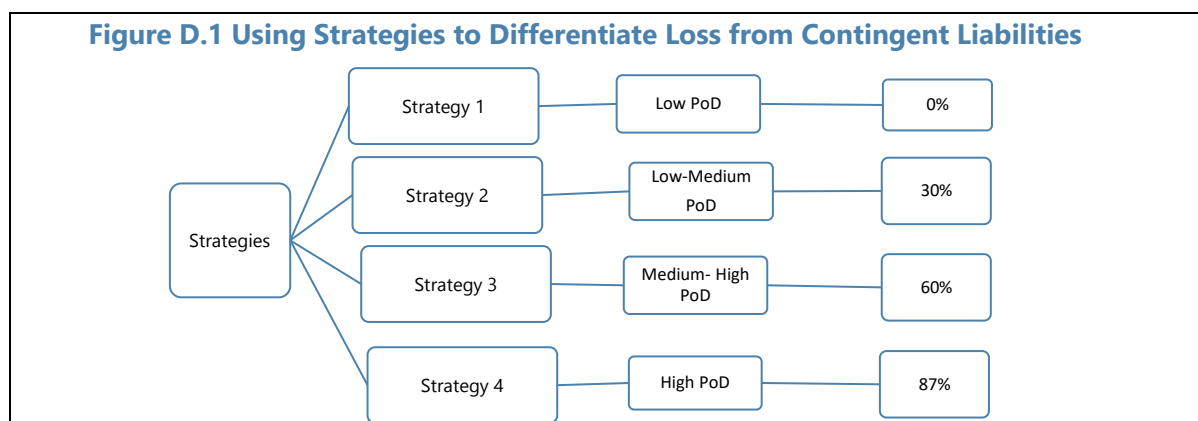 Figure D.1 Using Strategies to Differentiate Loss from Contingent Liabilities
Strategy 1
Low PoD
0%
Strategy 2
Low-Medium
PoD
30%
Strategies
Strategy 3
Medium- High
PoD
60%
Strategy 4
High PoD
87%